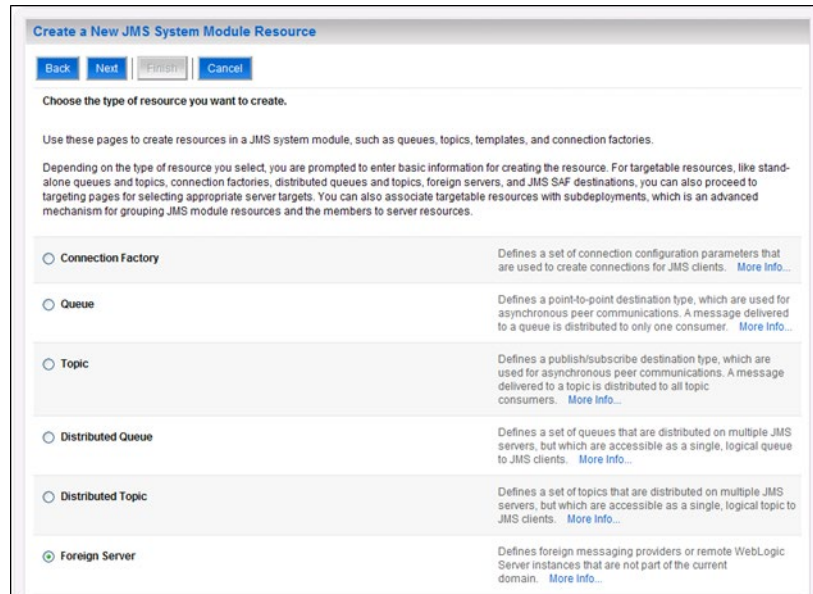 Create a New JMS System Module Resource
Back Next Finish Cancel
Choose the type of resource you want to create.
Use these pages to create resources in a JMS system module, such as queues, topics, templates, and connection factories.
Depending on the type of resource you select, you are prompted to enter basic information for creating the resource. For targetable resources, like stand-
alone queues and topics, connection factories, distributed queues and topics, foreign servers, and JMS SAF destinations, you can also proceed to
targeting pages for selecting appropriate server targets. You can also associate targetable resources with subdeployments, which is an advanced
mechanism for grouping JMS module resources and the members to server resources.
Connection Factory
Defines a set of connection configuration parameters that
are used to create connections for JMS clients. More Info...
Queue
Defines a point-to-point destination type, which are used for
asynchronous peer communications. A message delivered
to a queue is distributed to only one consumer. More Info...
Topic
Defines a publish/subscribe destination type, which are
used for asynchronous peer communications. A message
delivered to a topic is distributed to all topic
consumers. More Info...
Distributed Queue
Defines a set of queues that are distributed on multiple JMS
servers, but which are accessible as a single, logical queue
to JMS clients. More Info...
Distributed Topic
Defines a set of topics that are distributed on multiple JMS
servers, but which are accessible as a single, logical topic to
JMS clients. More Info...
Foreign Server
Defines foreign messaging providers or remote WebLogic
Server instances that are not part of the current
domain. More Info...